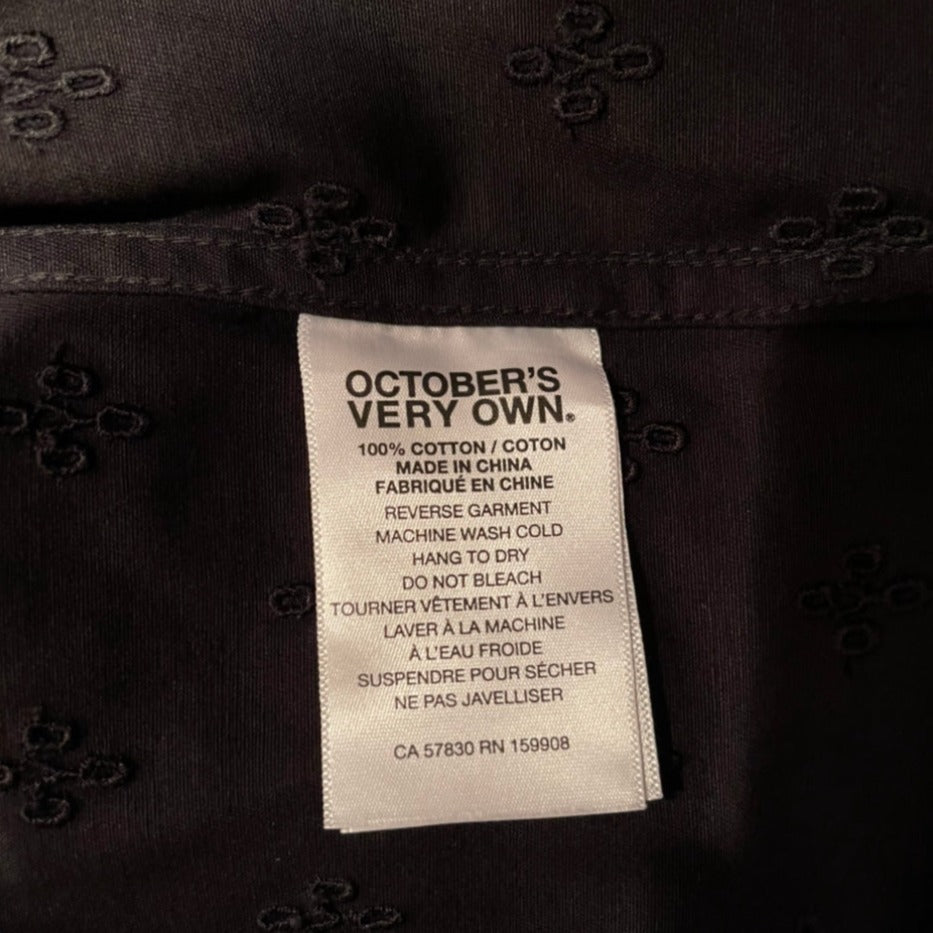 OCTOBER'S
VERY OWN®
100% COTTON / COTON
MADE IN CHINA
FABRIQUÉ EN CHINE
REVERSE GARMENT
MACHINE WASH COLD
HANG TO DRY
DO NOT BLEACH
TOURNER VÊTEMENT À L'ENVERS
LAVER À LA MACHINE
À L'EAU FROIDE
SUSPENDRE POUR SÉCHER
NE PAS JAVELLISER
CA 57830 RN 159908